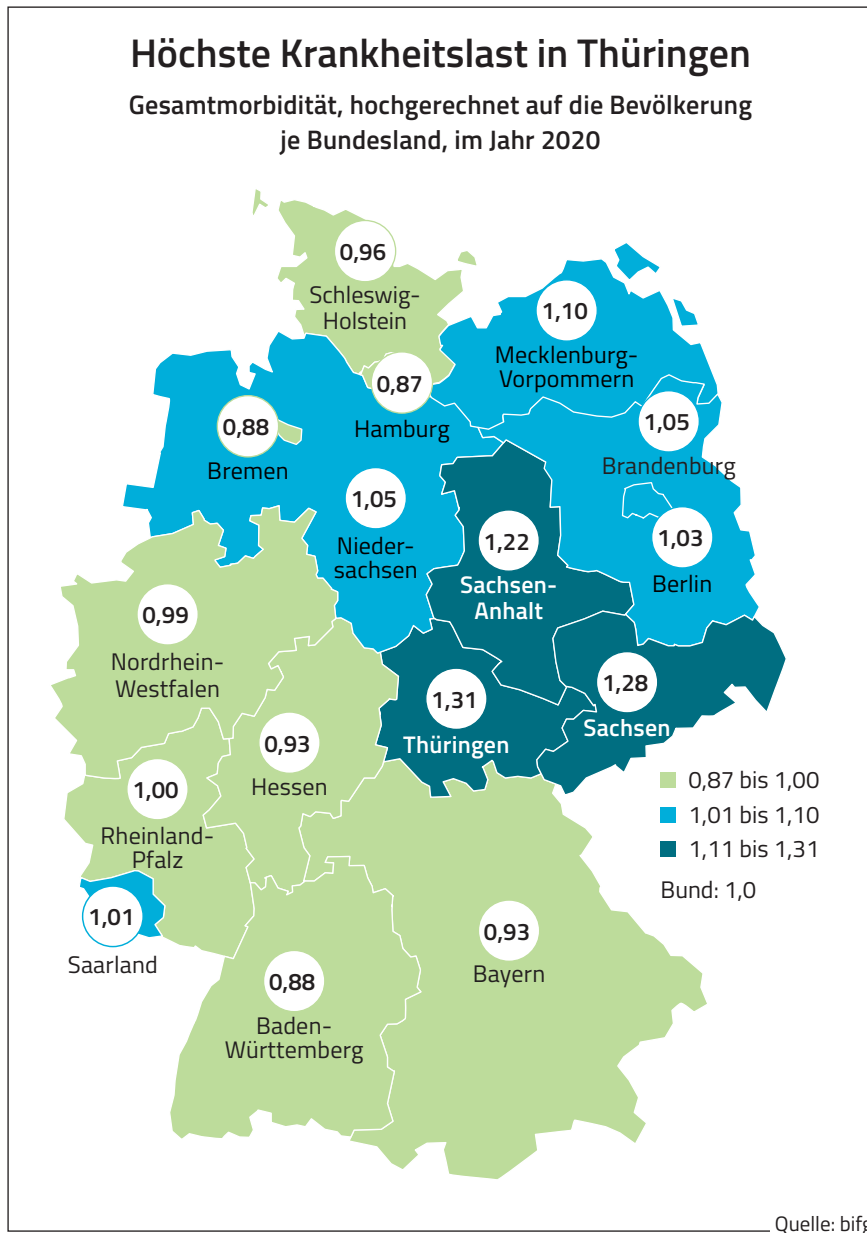 Höchste Krankheitslast in Thüringen
Gesamtmorbidität, hochgerechnet auf die Bevölkerung
je Bundesland, im Jahr 2020
0,96
Schleswig-
Holstein
1,10
Mecklenburg-
Vorpommern
0,87
Hamburg
0,88
Bremen
1,05
Brandenburg
1,05
Nieder-
sachsen
1,22
Sachsen-
Anhalt
1,03
Berlin
0,99
Nordrhein-
Westfalen
1,31
Thüringen
1,28
Sachsen
0,93
Hessen
1,00
Rheinland-
Pfalz
0,87 bis 1,00
1,01 bis 1,10
1,11 bis 1,31
Bund: 1,0
1,01
Saarland
0,93
Bayern
0,88
Baden-
Württemberg
Quelle: bifg